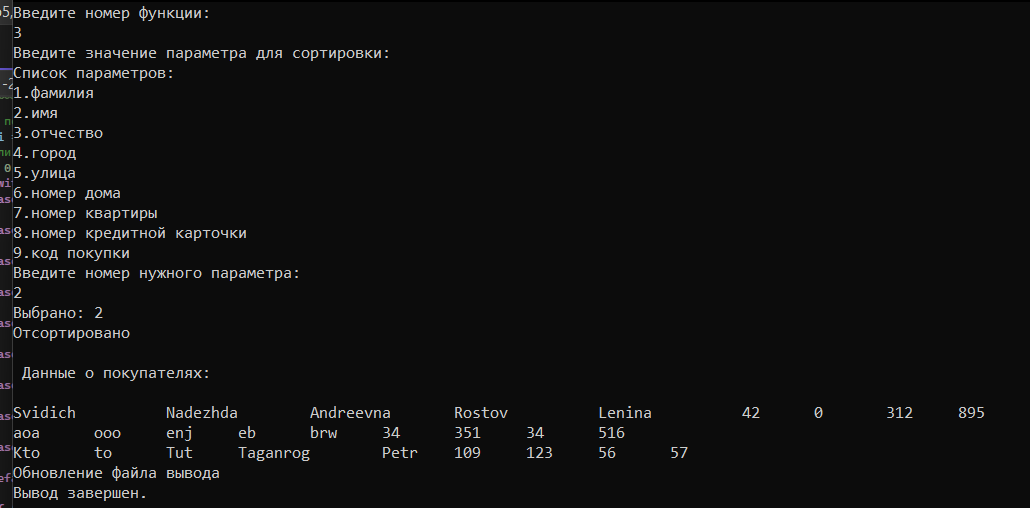 Введите номер функции:
3
Введите значение параметра для сортировки:
Список параметров:
1.фамилия
2.имя
3.отчество
4.город
5.улица
6.номер дома
7.номер квартиры
8.номер кредитной карточки
9.код покупки
Введите номер нужного параметра:
2
Выбрано: 2
Отсортировано
Данные о покупателях:
Svidich Nadezhda Andreevna Rostov Lenina 42 0 312 895
aoa ooo enj eb brw 34 351 34 516
Kto to Tut Taganrog Petr 109 123 56 57
Обновление файла вывода
Вывод завершен.